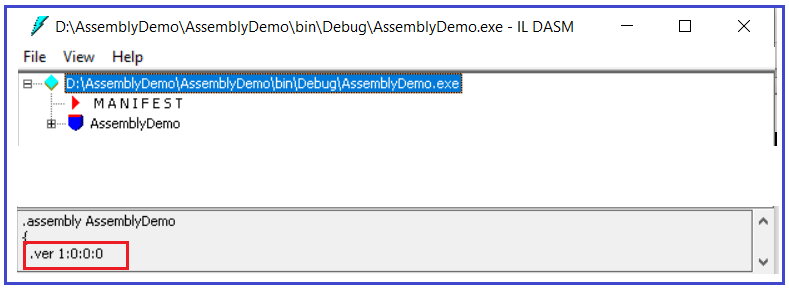 D:\AssemblyDemo\AssemblyDemo\bin\Debug\AssemblyDemo.exe - IL DASM
File View Help
D:\AssemblyDemo\AssemblyDemo\bin\Debug\AssemblyDemo.exe
M A N I F E S T
AssemblyDemo
.assembly AssemblyDemo
{
.ver 1:0:0:0